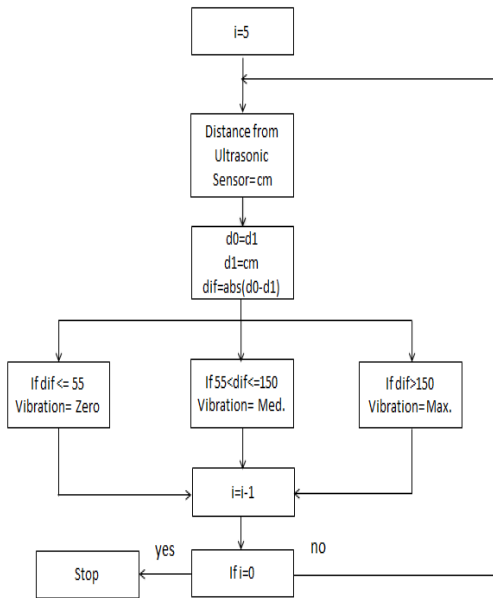 i=5
Distance from
Ultrasonic
Sensor=cm
d0=d1
d1=cm
dif=abs(d0-d1)
If dif <= 55
Vibration= Zero
If 55<dif<=150
Vibration= Med.
If dif>150
Vibration=Max.
i=i-1
yes
no
Stop
If i=0